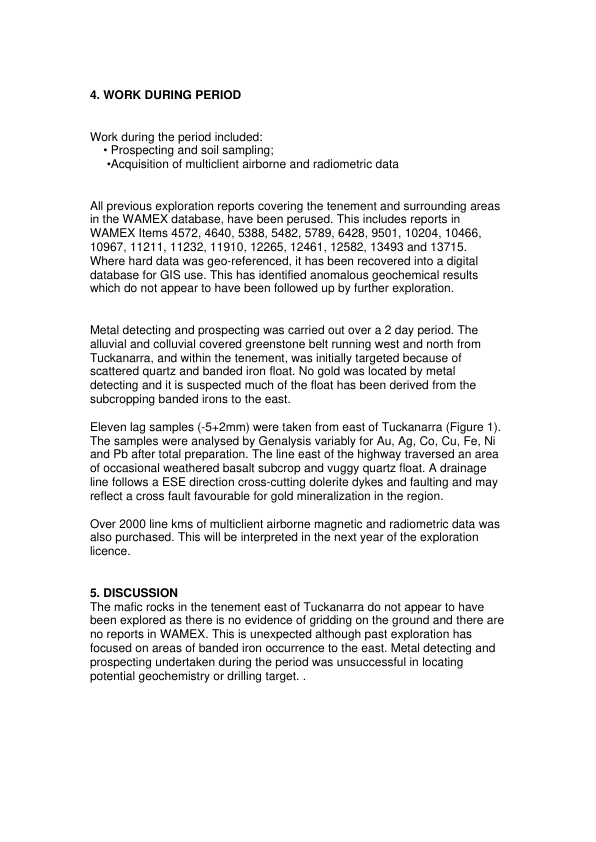 4. WORK DURING PERIOD
Work during the period included:
• Prospecting and soil sampling;
•Acquisition of multiclient airborne and radiometric data
All previous exploration reports covering the tenement and surrounding areas
in the WAMEX database, have been perused. This includes reports in
WAMEX Items 4572, 4640, 5388, 5482, 5789, 6428, 9501, 10204, 10466,
10967, 11211, 11232, 11910, 12265, 12461, 12582, 13493 and 13715.
Where hard data was geo-referenced, it has been recovered into a digital
database for GIS use. This has identified anomalous geochemical results
which do not appear to have been followed up by further exploration.
Metal detecting and prospecting was carried out over a 2 day period. The
alluvial and colluvial covered greenstone belt running west and north from
Tuckanarra, and within the tenement, was initially targeted because of
scattered quartz and banded iron float. No gold was located by metal
detecting and it is suspected much of the float has been derived from the
subcropping banded irons to the east.
Eleven lag samples (-5+2mm) were taken from east of Tuckanarra (Figure 1).
The samples were analysed by Genalysis variably for Au, Ag, Co, Cu, Fe, Ni
and Pb after total preparation. The line east of the highway traversed an area
of occasional weathered basalt subcrop and vuggy quartz float. A drainage
line follows a ESE direction cross-cutting dolerite dykes and faulting and may
reflect a cross fault favourable for gold mineralization in the region.
Over 2000 line kms of multiclient airborne magnetic and radiometric data was
also purchased. This will be interpreted in the next year of the exploration
licence.
5. DISCUSSION
The mafic rocks in the tenement east of Tuckanarra do not appear to have
been explored as there is no evidence of gridding on the ground and there are
no reports in WAMEX. This is unexpected although past exploration has
focused on areas of banded iron occurrence to the east. Metal detecting and
prospecting undertaken during the period was unsuccessful in locating
potential geochemistry or drilling target. .